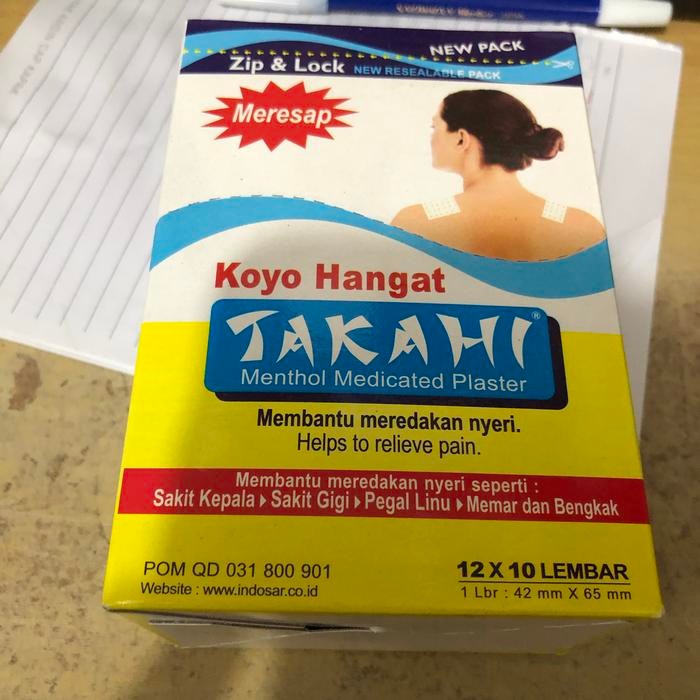 NEW PACK
Zip & Lock NEW RESEALABLE PACK
Meresap
Koyo Hangat
TAKAHI®
Menthol Medicated Plaster
Membantu meredakan nyeri.
Helps to relieve pain.
Membantu meredakan nyeri seperti :
Sakit Kepala ▸ Sakit Gigi ▸ Pegal Linu ▸ Memar dan Bengkak
POM QD 031 800 901
Website : www.indosar.co.id
12 X 10 LEMBAR
1 Lbr : 42 mm X 65 mm